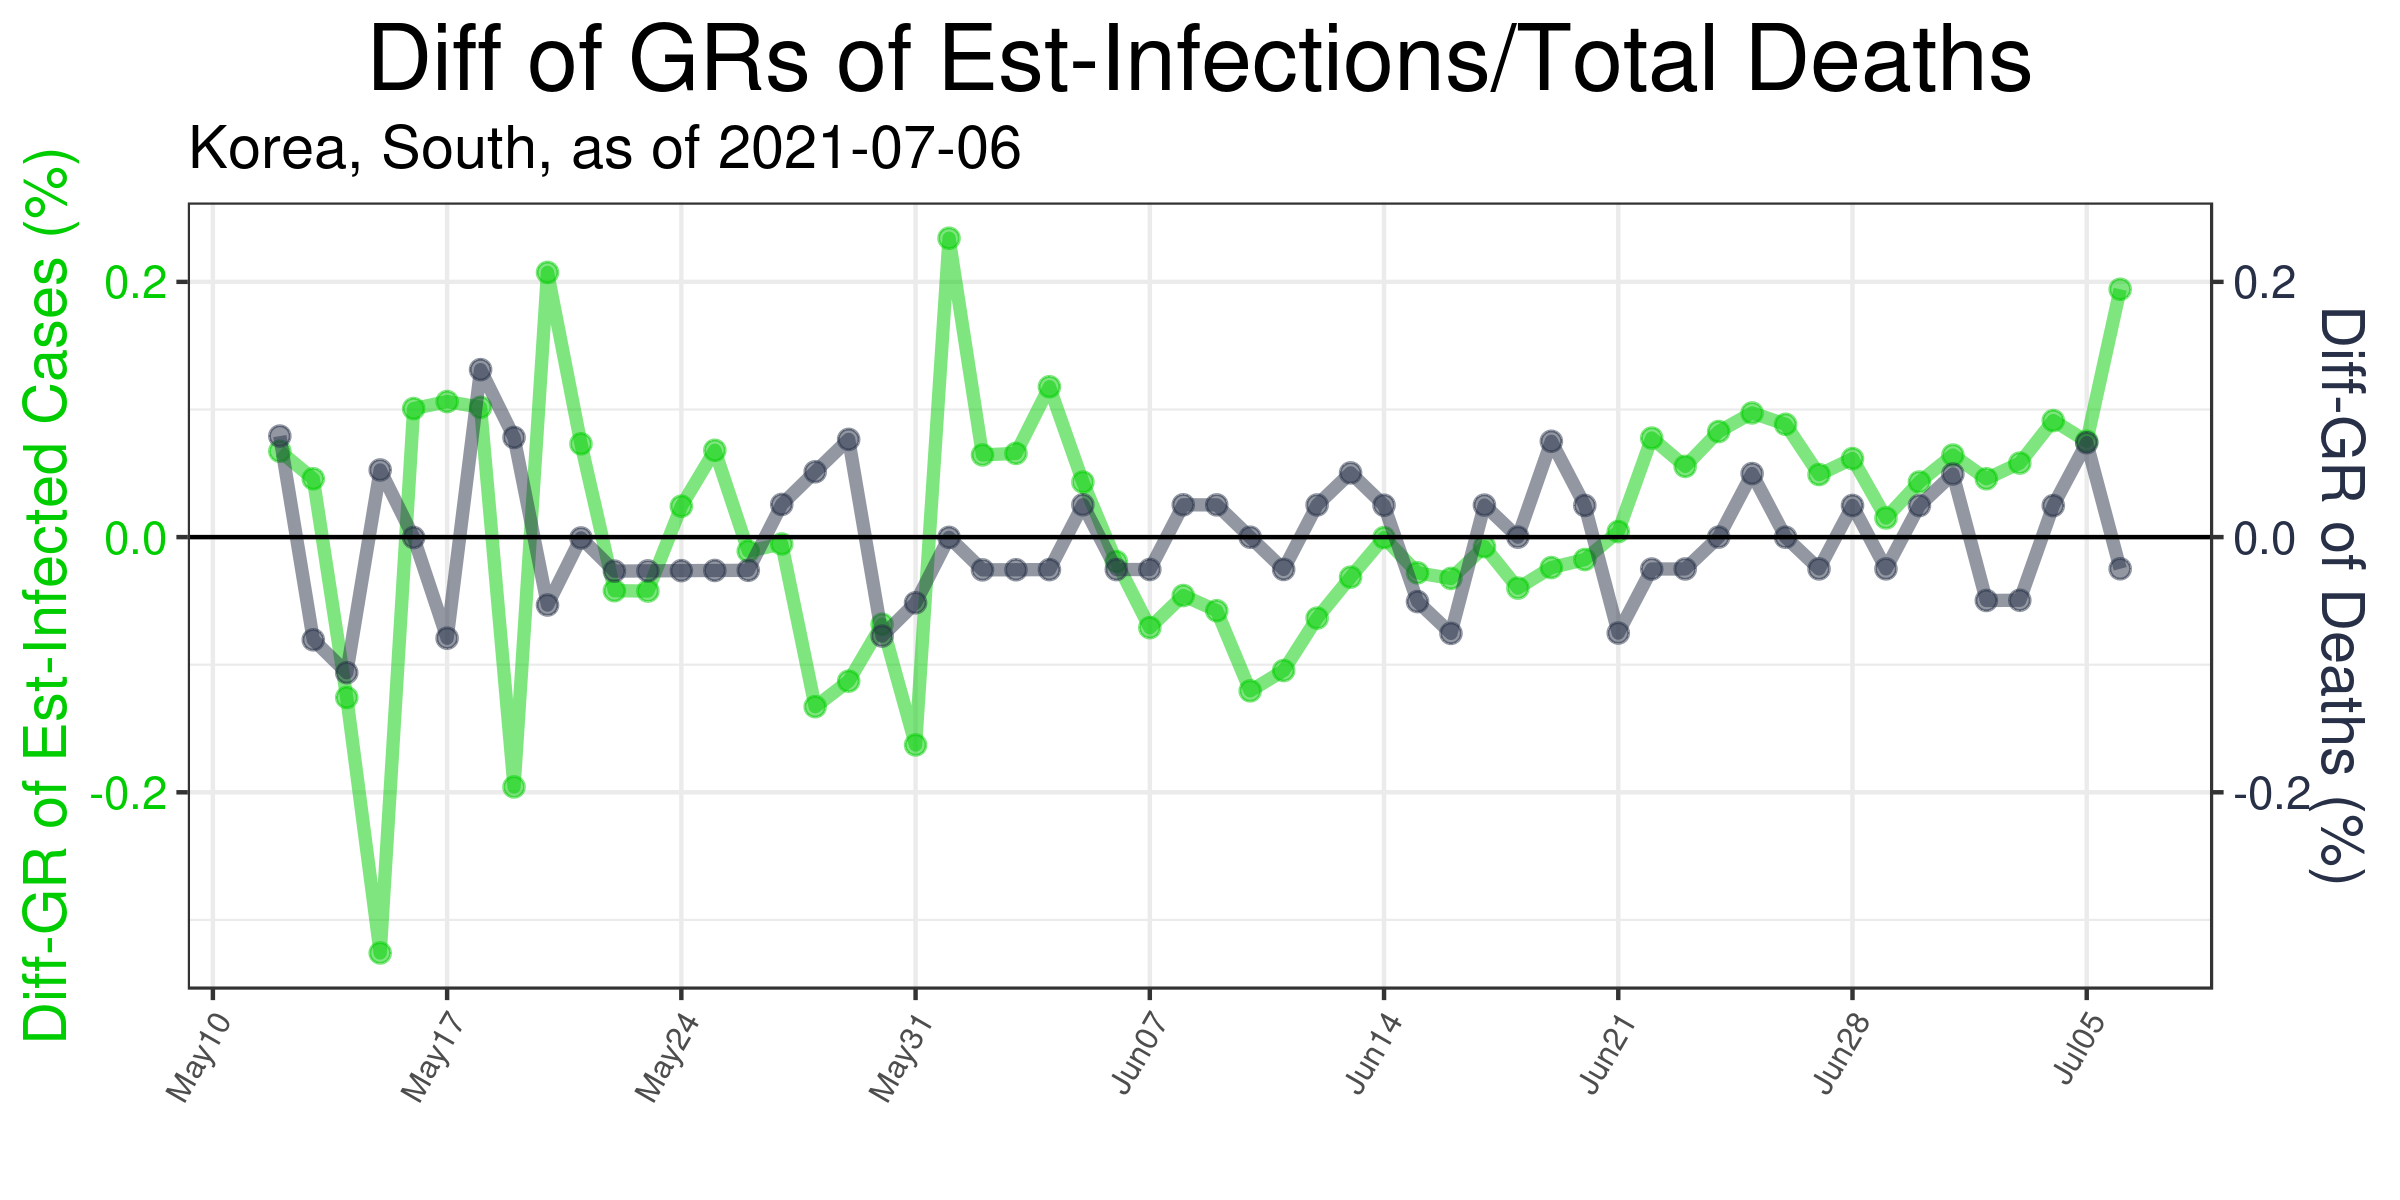 Diff of GRs of Est-Infections/Total Deaths
Korea, South, as of 2021-07-06
Diff-GR of Est-Infected Cases (%)
0.2
0.0
-0.2
0.2
0.0
-0.2
Diff-GR of Deaths (%)
May10
May17
May24
May31
Jun07
Jun14
Jun21
Jun28
Jul05